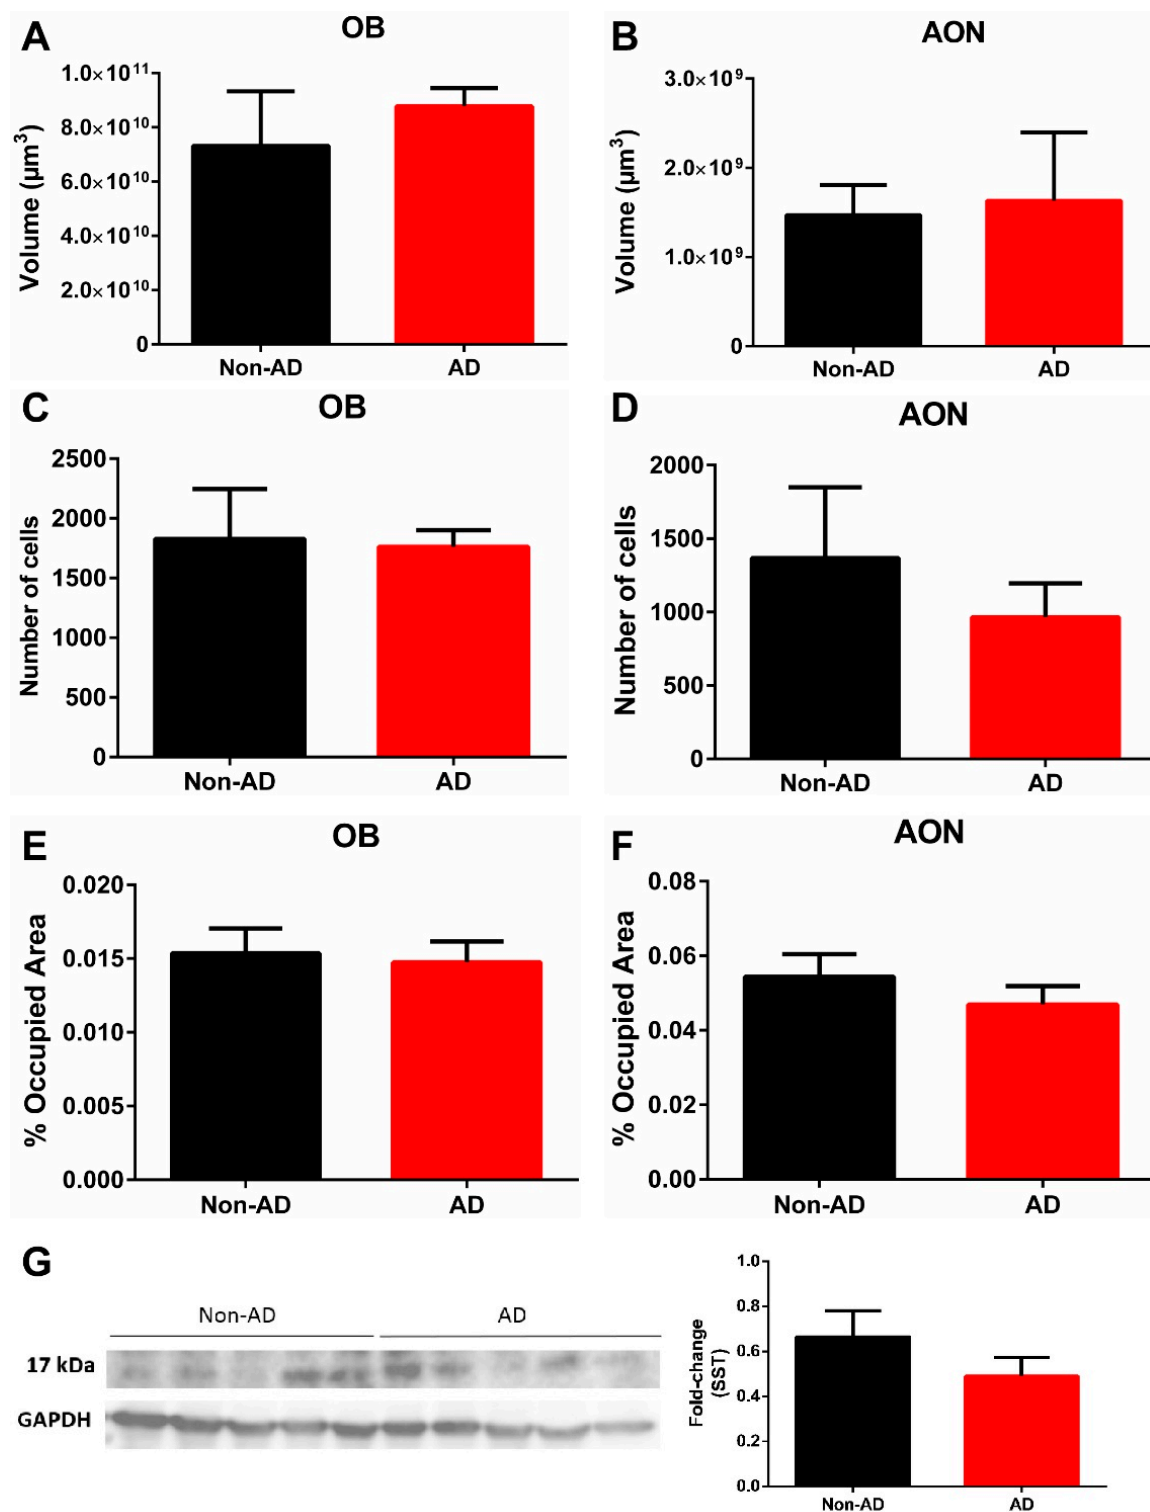 A
OB
Volume (µm³)
1.0×10¹¹
8.0×10¹⁰
6.0×10¹⁰
4.0×10¹⁰
2.0×10¹⁰
0
Non-AD AD
B
AON
Volume (µm³)
3.0×10⁹
2.0×10⁹
1.0×10⁹
0
Non-AD AD
C
OB
Number of cells
2500
2000
1500
1000
500
0
Non-AD AD
D
AON
Number of cells
2000
1500
1000
500
0
Non-AD AD
E
OB
% Occupied Area
0.020
0.015
0.010
0.005
0.000
Non-AD AD
F
AON
% Occupied Area
0.08
0.06
0.04
0.02
0.00
Non-AD AD
G
Non-AD AD
17 kDa
GAPDH
Fold-change
(SST)
1.0
0.8
0.6
0.4
0.2
0.0
Non-AD AD